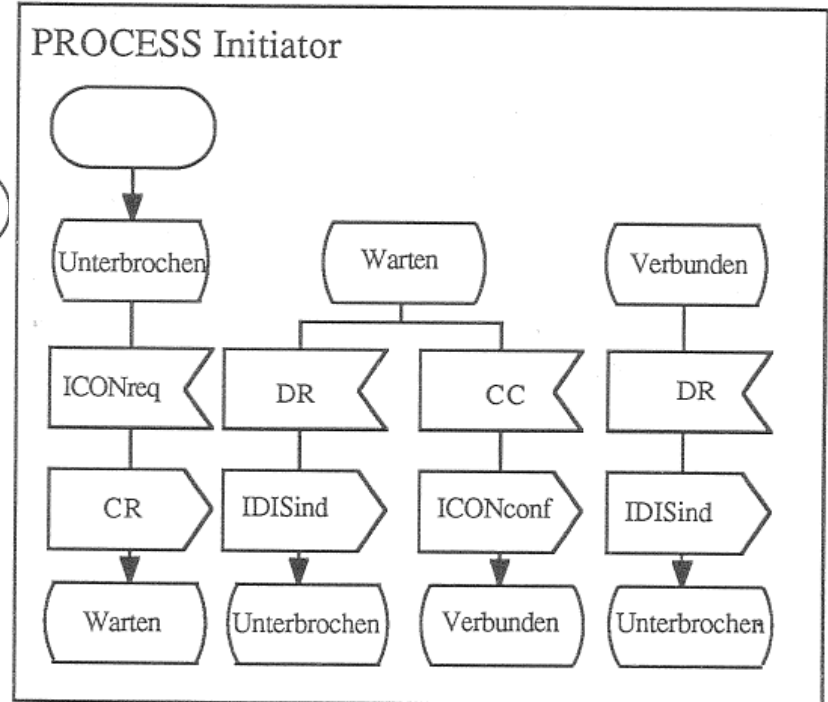 PROCESS Initiator
Unterbrochen
Warten
Verbunden
ICONreq
DR
CC
DR
CR
IDISind
ICONconf
IDISind
Warten
Unterbrochen
Verbunden
Unterbrochen